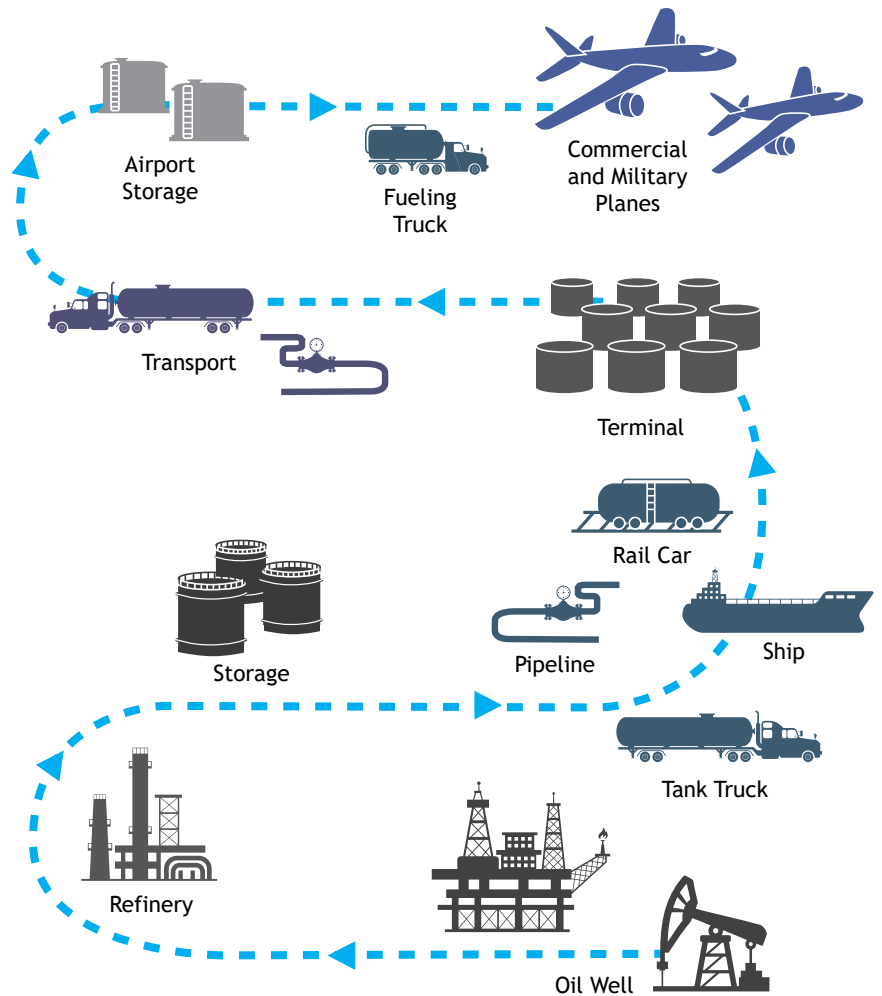 Airport
Storage
Fueling
Truck
Commercial
and Military
Planes
Transport
Terminal
Rail Car
Storage
Pipeline
Ship
Tank Truck
Refinery
Oil Well